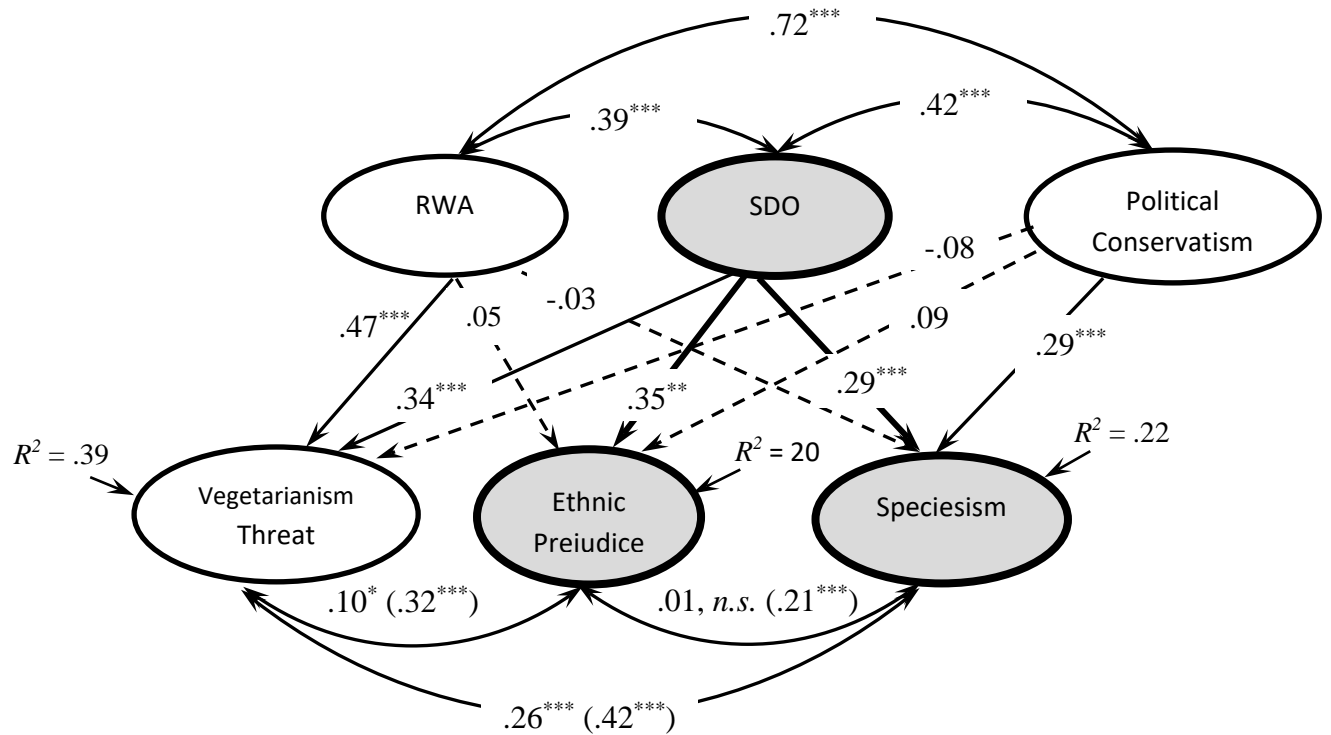 .72***
.39***
.42***
RWA
SDO
Political
Conservatism
-.08
-.03
.47***
.05
.09
.29***
.34***
.35**
.29***
R² = .39
R² = 20
R² = .22
Vegetarianism
Threat
Ethnic
Preiudice
Speciesism
.10* (.32***)
.01, n.s. (.21***)
.26*** (.42***)